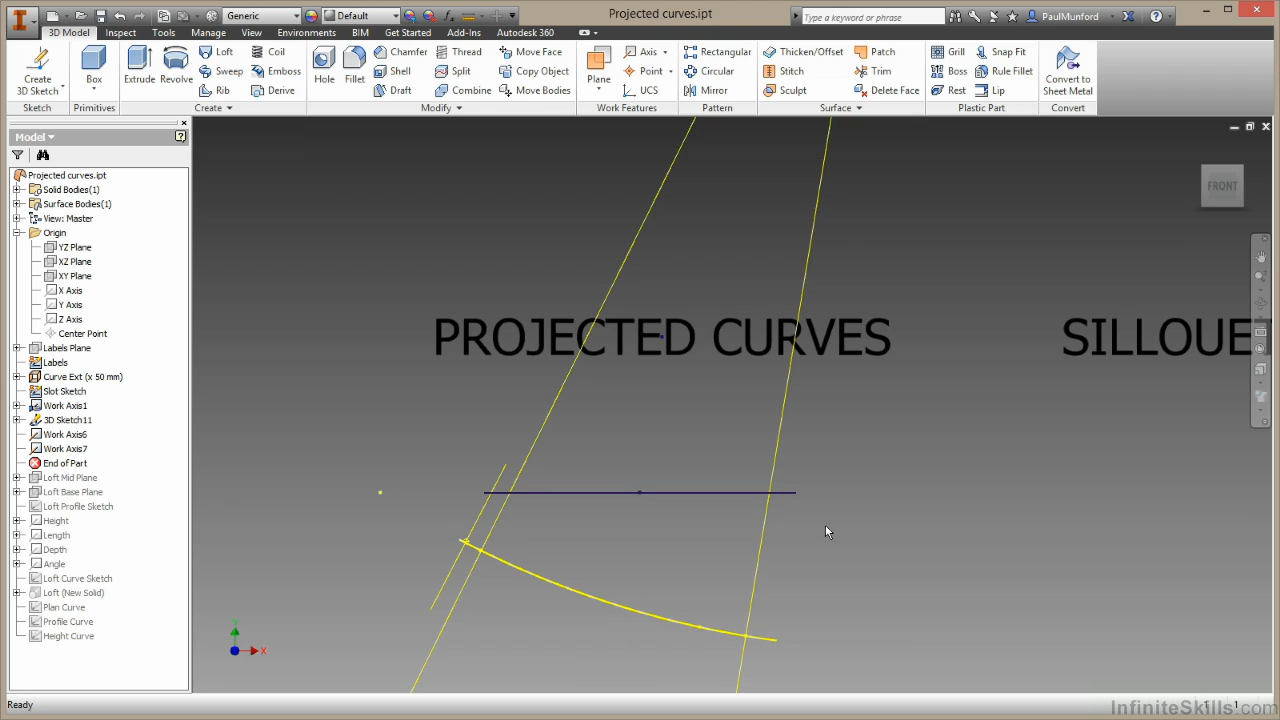 Generic
Default
Projected curves.ipt
Type a keyword or phrase
PaulMunford
3D Model
Inspect
Tools
Manage
View
Environments
BIM
Get Started
Add-Ins
Autodesk 360
Create
3D Sketch
Box
Extrude
Revolve
Loft
Sweep
Rib
Coil
Emboss
Derive
Hole
Fillet
Chamfer
Shell
Draft
Thread
Split
Combine
Move Face
Copy Object
Move Bodies
Plane
Axis
Point
UCS
Rectangular
Circular
Mirror
Thicken/Offset
Stitch
Sculpt
Patch
Trim
Delete Face
Grill
Boss
Rest
Snap Fit
Rule Fillet
Lip
Convert to
Sheet Metal
Sketch
Primitives
Create
Modify
Work Features
Pattern
Surface
Plastic Part
Convert
Model
Projected curves.ipt
Solid Bodies(1)
Surface Bodies(1)
View: Master
Origin
YZ Plane
XZ Plane
XY Plane
X Axis
Y Axis
Z Axis
Center Point
Labels Plane
Labels
Curve Ext (x 50 mm)
Slot Sketch
Work Axis1
3D Sketch11
Work Axis6
Work Axis7
End of Part
Loft Mid Plane
Loft Base Plane
Loft Profile Sketch
Height
Length
Depth
Angle
Loft Curve Sketch
Loft (New Solid)
Plan Curve
Profile Curve
Height Curve
FRONT
PROJECTED CURVES
SILLOUE
Y
X
Ready
1
1
InfiniteSkills.com